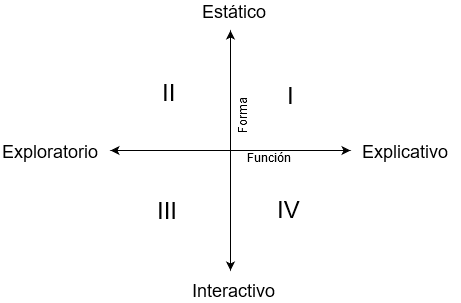 Estático
II
I
Forma
Exploratorio
Función
Explicativo
III
IV
Interactivo